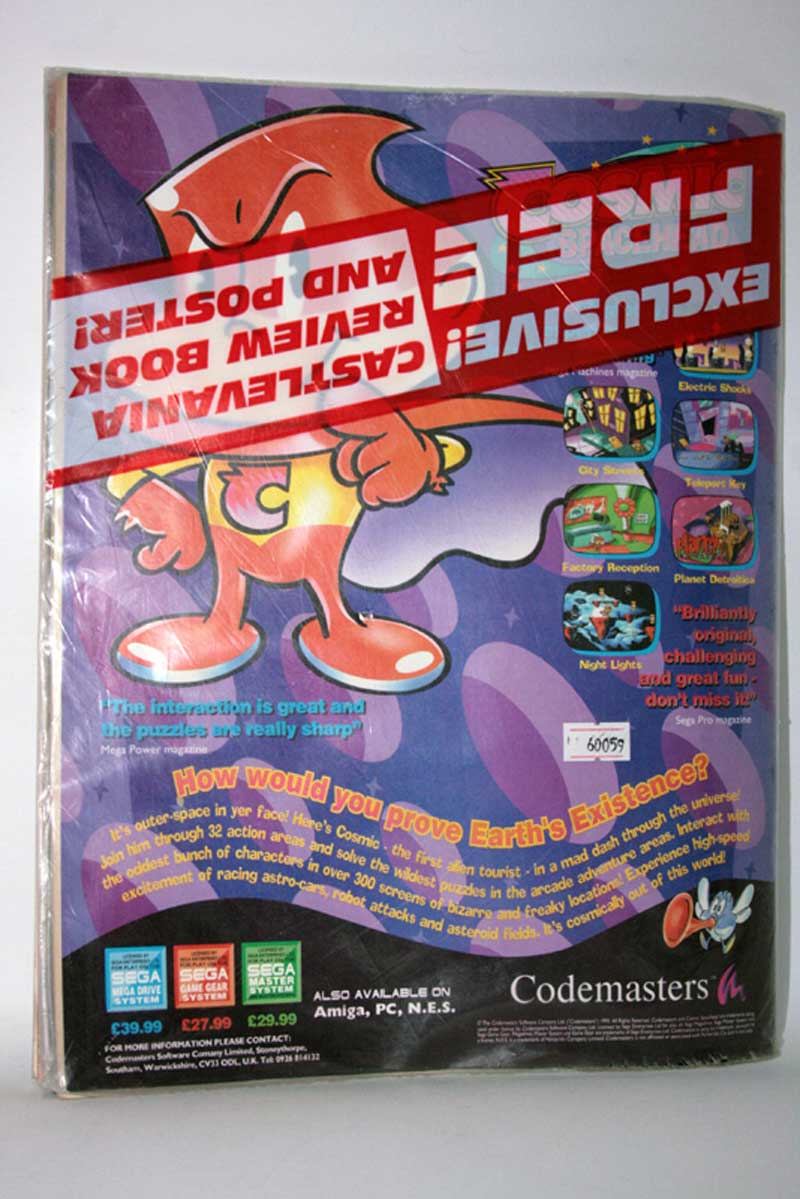 COSMIC
SPACEHEAD
EXCLUSIVE!
FREE
CASTLEVANIA
REVIEW BOOK
AND POSTER!
Machines magazine
Electric Shocks
City Streets
Teleport Key
Factory Reception
Planet Detroitica
Night Lights
C
"Brilliantly
original,
challenging
and great fun -
don't miss it!"
Sega Pro magazine
"The interaction is great and
the puzzles are really sharp"
Mega Power magazine
60059
How would you prove Earth's Existence?
It's outer-space in yer face! Here's Cosmic - the first alien tourist - in a mad dash through the universe!
Join him through 32 action areas and solve the wildest puzzles in the arcade adventure areas. Interact with
the oddest bunch of characters in over 300 screens of bizarre and freaky locations! Experience high-speed
excitement of racing astro-cars, robot attacks and asteroid fields. It's cosmically out of this world!
SEGA
MEGA DRIVE
SYSTEM
£39.99
SEGA
GAME GEAR
SYSTEM
£27.99
SEGA
MASTER
SYSTEM
£29.99
ALSO AVAILABLE ON
Amiga, PC, N.E.S.
Codemasters™
FOR MORE INFORMATION PLEASE CONTACT:
Codemasters Software Comany Limited, Stoneythorpe,
Southam, Warwickshire, CV33 0DL, U.K. Tel: 0926 814132